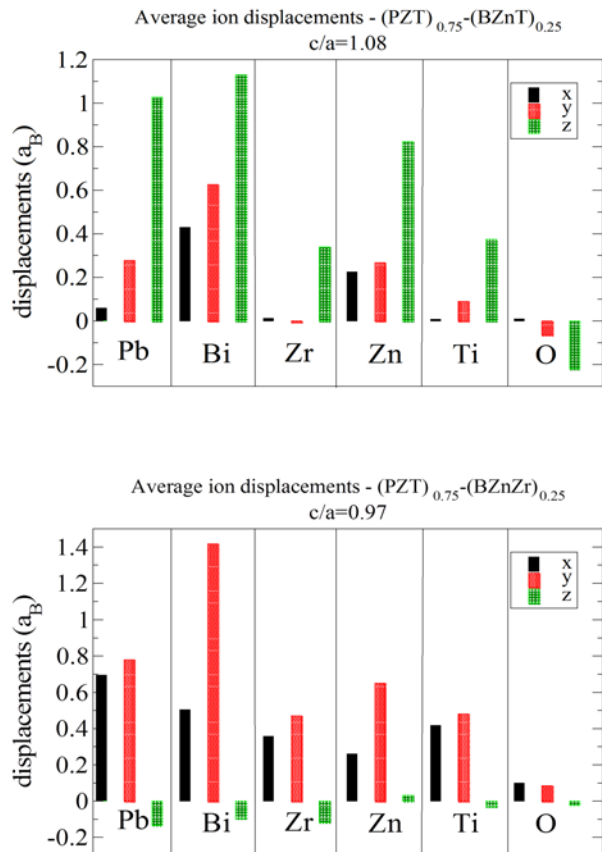 Average ion displacements - (PZT)0.75-(BZnT)0.25
c/a=1.08
displacements (aB)
1.2
1
0.8
0.6
0.4
0.2
0
-0.2
x
y
z
Pb Bi Zr Zn Ti O
Average ion displacements - (PZT)0.75-(BZnZr)0.25
c/a=0.97
displacements (aB)
1.4
1.2
1
0.8
0.6
0.4
0.2
0
-0.2
x
y
z
Pb Bi Zr Zn Ti O